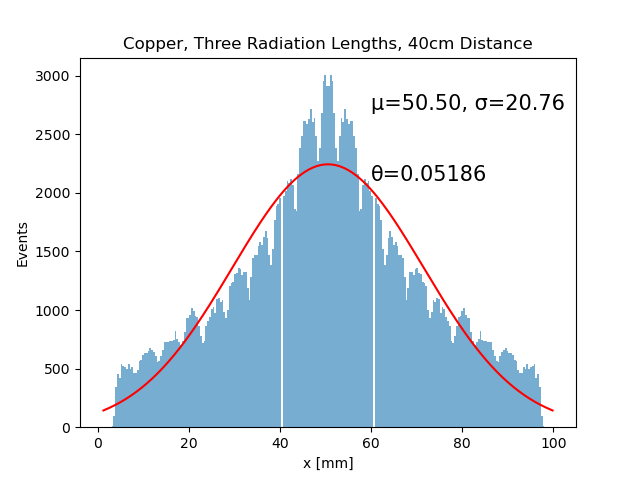 Copper, Three Radiation Lengths, 40cm Distance
3000
μ=50.50, σ=20.76
2500
θ=0.05186
2000
1500
1000
500
0
Events
0 20 40 60 80 100
x [mm]